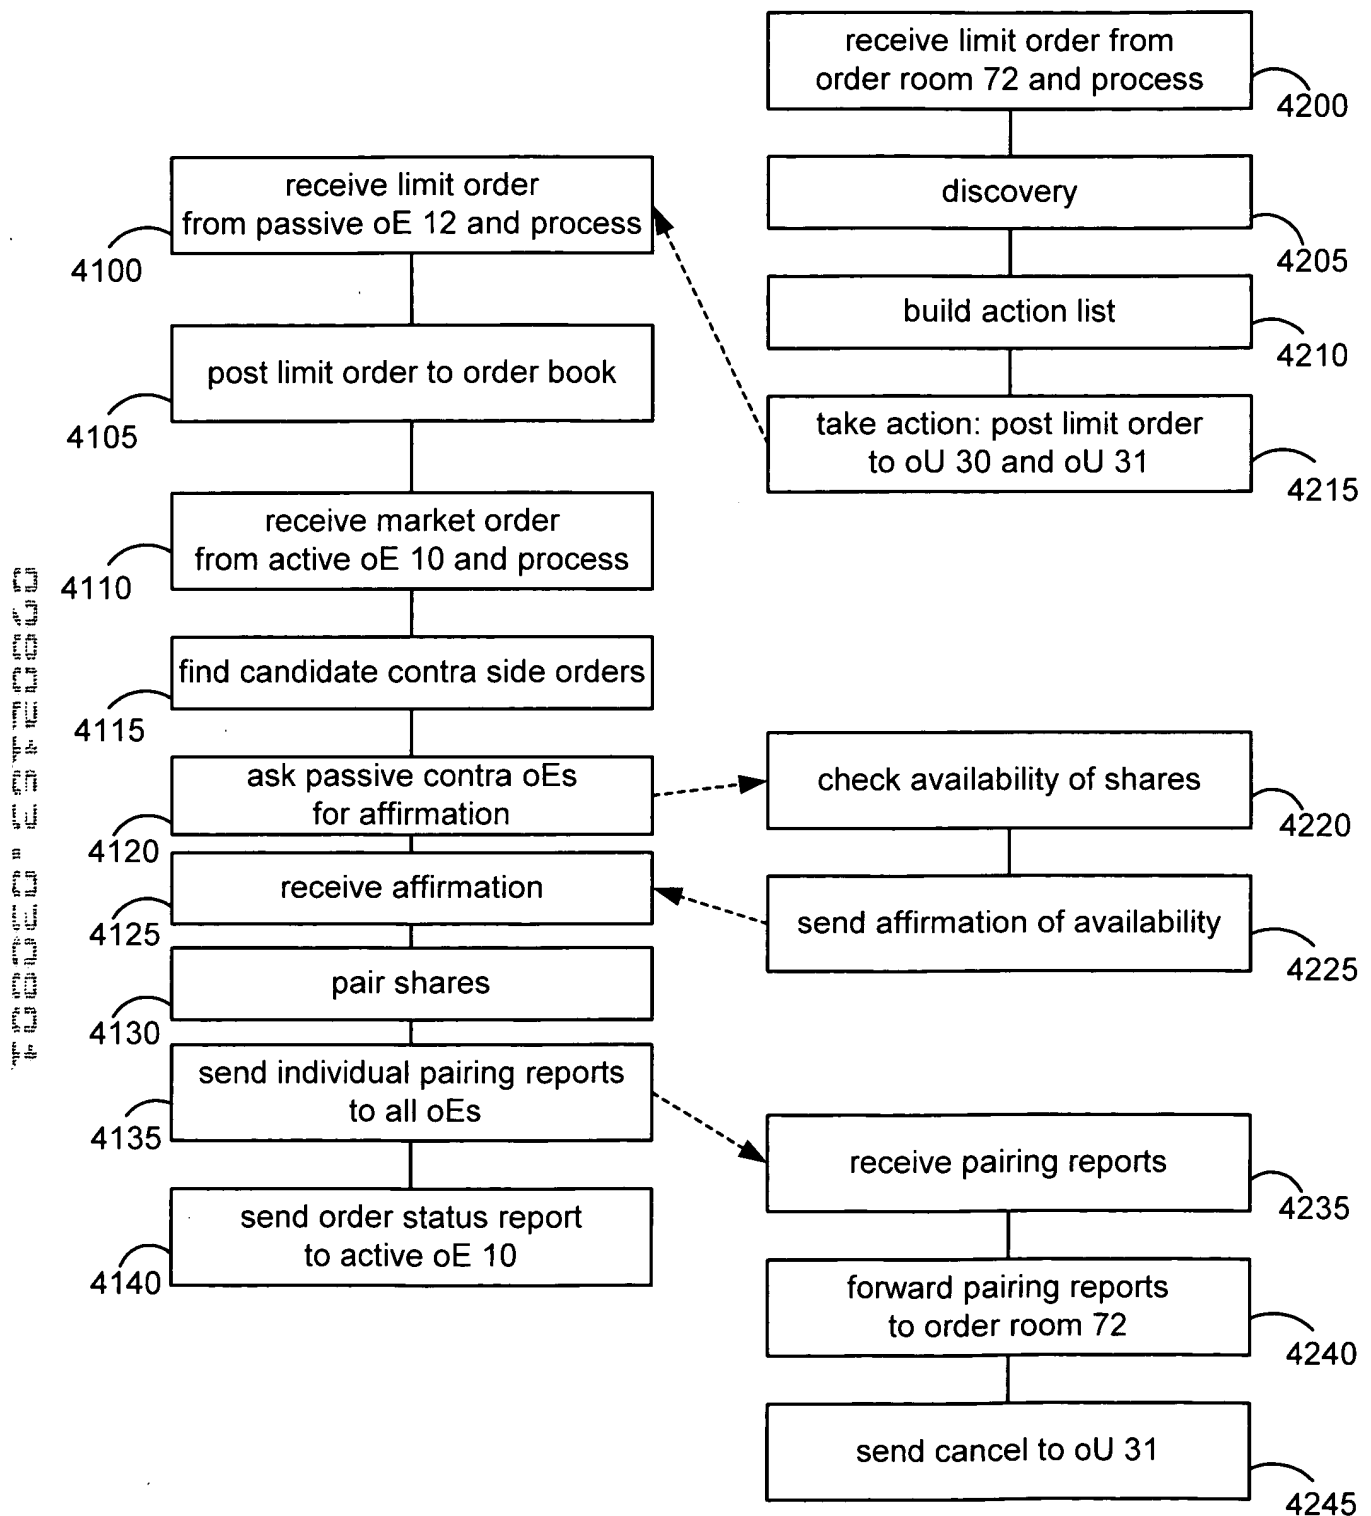 receive limit order from
order room 72 and process
4200
discovery
4205
build action list
4210
take action: post limit order
to oU 30 and oU 31
4215
receive limit order
from passive oE 12 and process
4100
post limit order to order book
4105
receive market order
from active oE 10 and process
4110
find candidate contra side orders
4115
ask passive contra oEs
for affirmation
4120
check availability of shares
4220
receive affirmation
4125
send affirmation of availability
4225
pair shares
4130
send individual pairing reports
to all oEs
4135
receive pairing reports
4235
send order status report
to active oE 10
4140
forward pairing reports
to order room 72
4240
send cancel to oU 31
4245